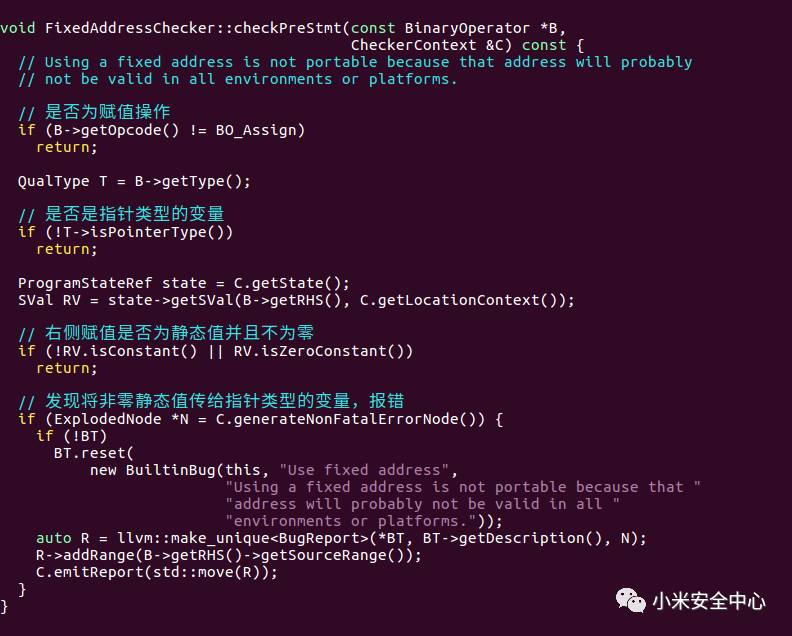 void FixedAddressChecker::checkPreStmt(const BinaryOperator *B,
                                       CheckerContext &C) const {
  // Using a fixed address is not portable because that address will probably
  // not be valid in all environments or platforms.

  // 是否为赋值操作
  if (B->getOpcode() != BO_Assign)
    return;

  QualType T = B->getType();

  // 是否是指针类型的变量
  if (!T->isPointerType())
    return;

  ProgramStateRef state = C.getState();
  SVal RV = state->getSVal(B->getRHS(), C.getLocationContext());

  // 右侧赋值是否为静态值并且不为零
  if (!RV.isConstant() || RV.isZeroConstant())
    return;

  // 发现将非零静态值传给指针类型的变量，报错
  if (ExplodedNode *N = C.generateNonFatalErrorNode()) {
    if (!BT)
      BT.reset(
          new BuiltinBug(this, "Use fixed address",
                         "Using a fixed address is not portable because that "
                         "address will probably not be valid in all "
                         "environments or platforms."));
    auto R = llvm::make_unique<BugReport>(*BT, BT->getDescription(), N);
    R->addRange(B->getRHS()->getSourceRange());
    C.emitReport(std::move(R));
  }
}
小米安全中心